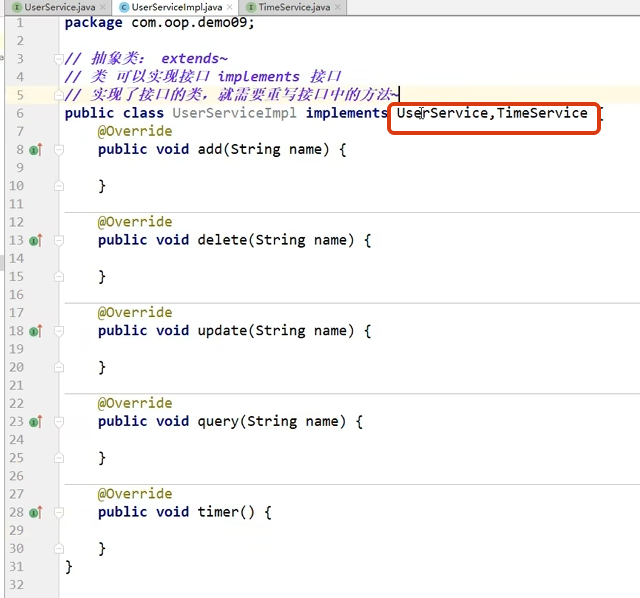 UserService.java × UserServiceImpl.java × TimeService.java ×
1 package com.oop.demo09;
2
3 // 抽象类： extends~
4 // 类 可以实现接口 implements 接口
5 // 实现了接口的类，就需要重写接口中的方法~
6 public class UserServiceImpl implements UserService,TimeService {
7 @Override
8 public void add(String name) {
9
10 }
11
12 @Override
13 public void delete(String name) {
14
15 }
16
17 @Override
18 public void update(String name) {
19
20 }
21
22 @Override
23 public void query(String name) {
24
25 }
26
27 @Override
28 public void timer() {
29
30 }
31 }
32